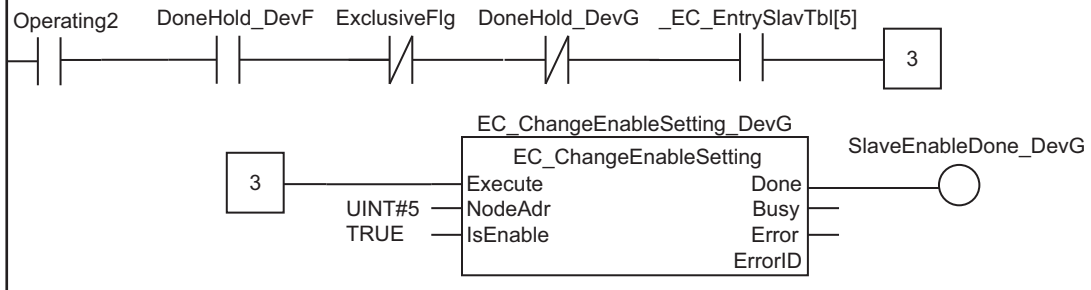 Operating2 DoneHold_DevF ExclusiveFlg DoneHold_DevG _EC_EntrySlavTbl[5]
3
EC_ChangeEnableSetting_DevG
EC_ChangeEnableSetting SlaveEnableDone_DevG
3 Execute Done
UINT#5 NodeAdr Busy
TRUE IsEnable Error
ErrorID